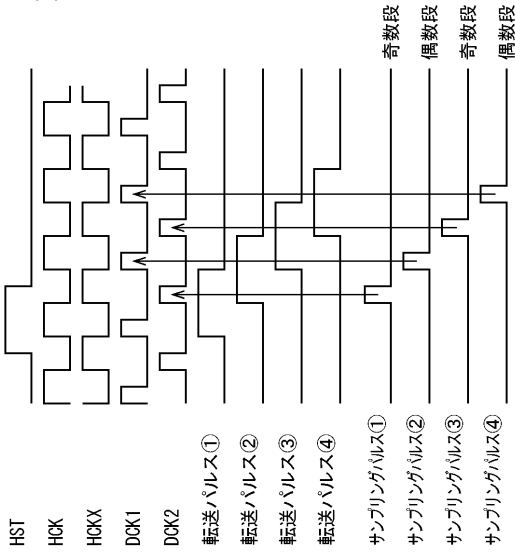 HST
HCK
HCKX
DCK1
DCK2
転送パルス①
転送パルス②
転送パルス③
転送パルス④
サンプリングパルス① 奇数段
サンプリングパルス② 偶数段
サンプリングパルス③ 奇数段
サンプリングパルス④ 偶数段